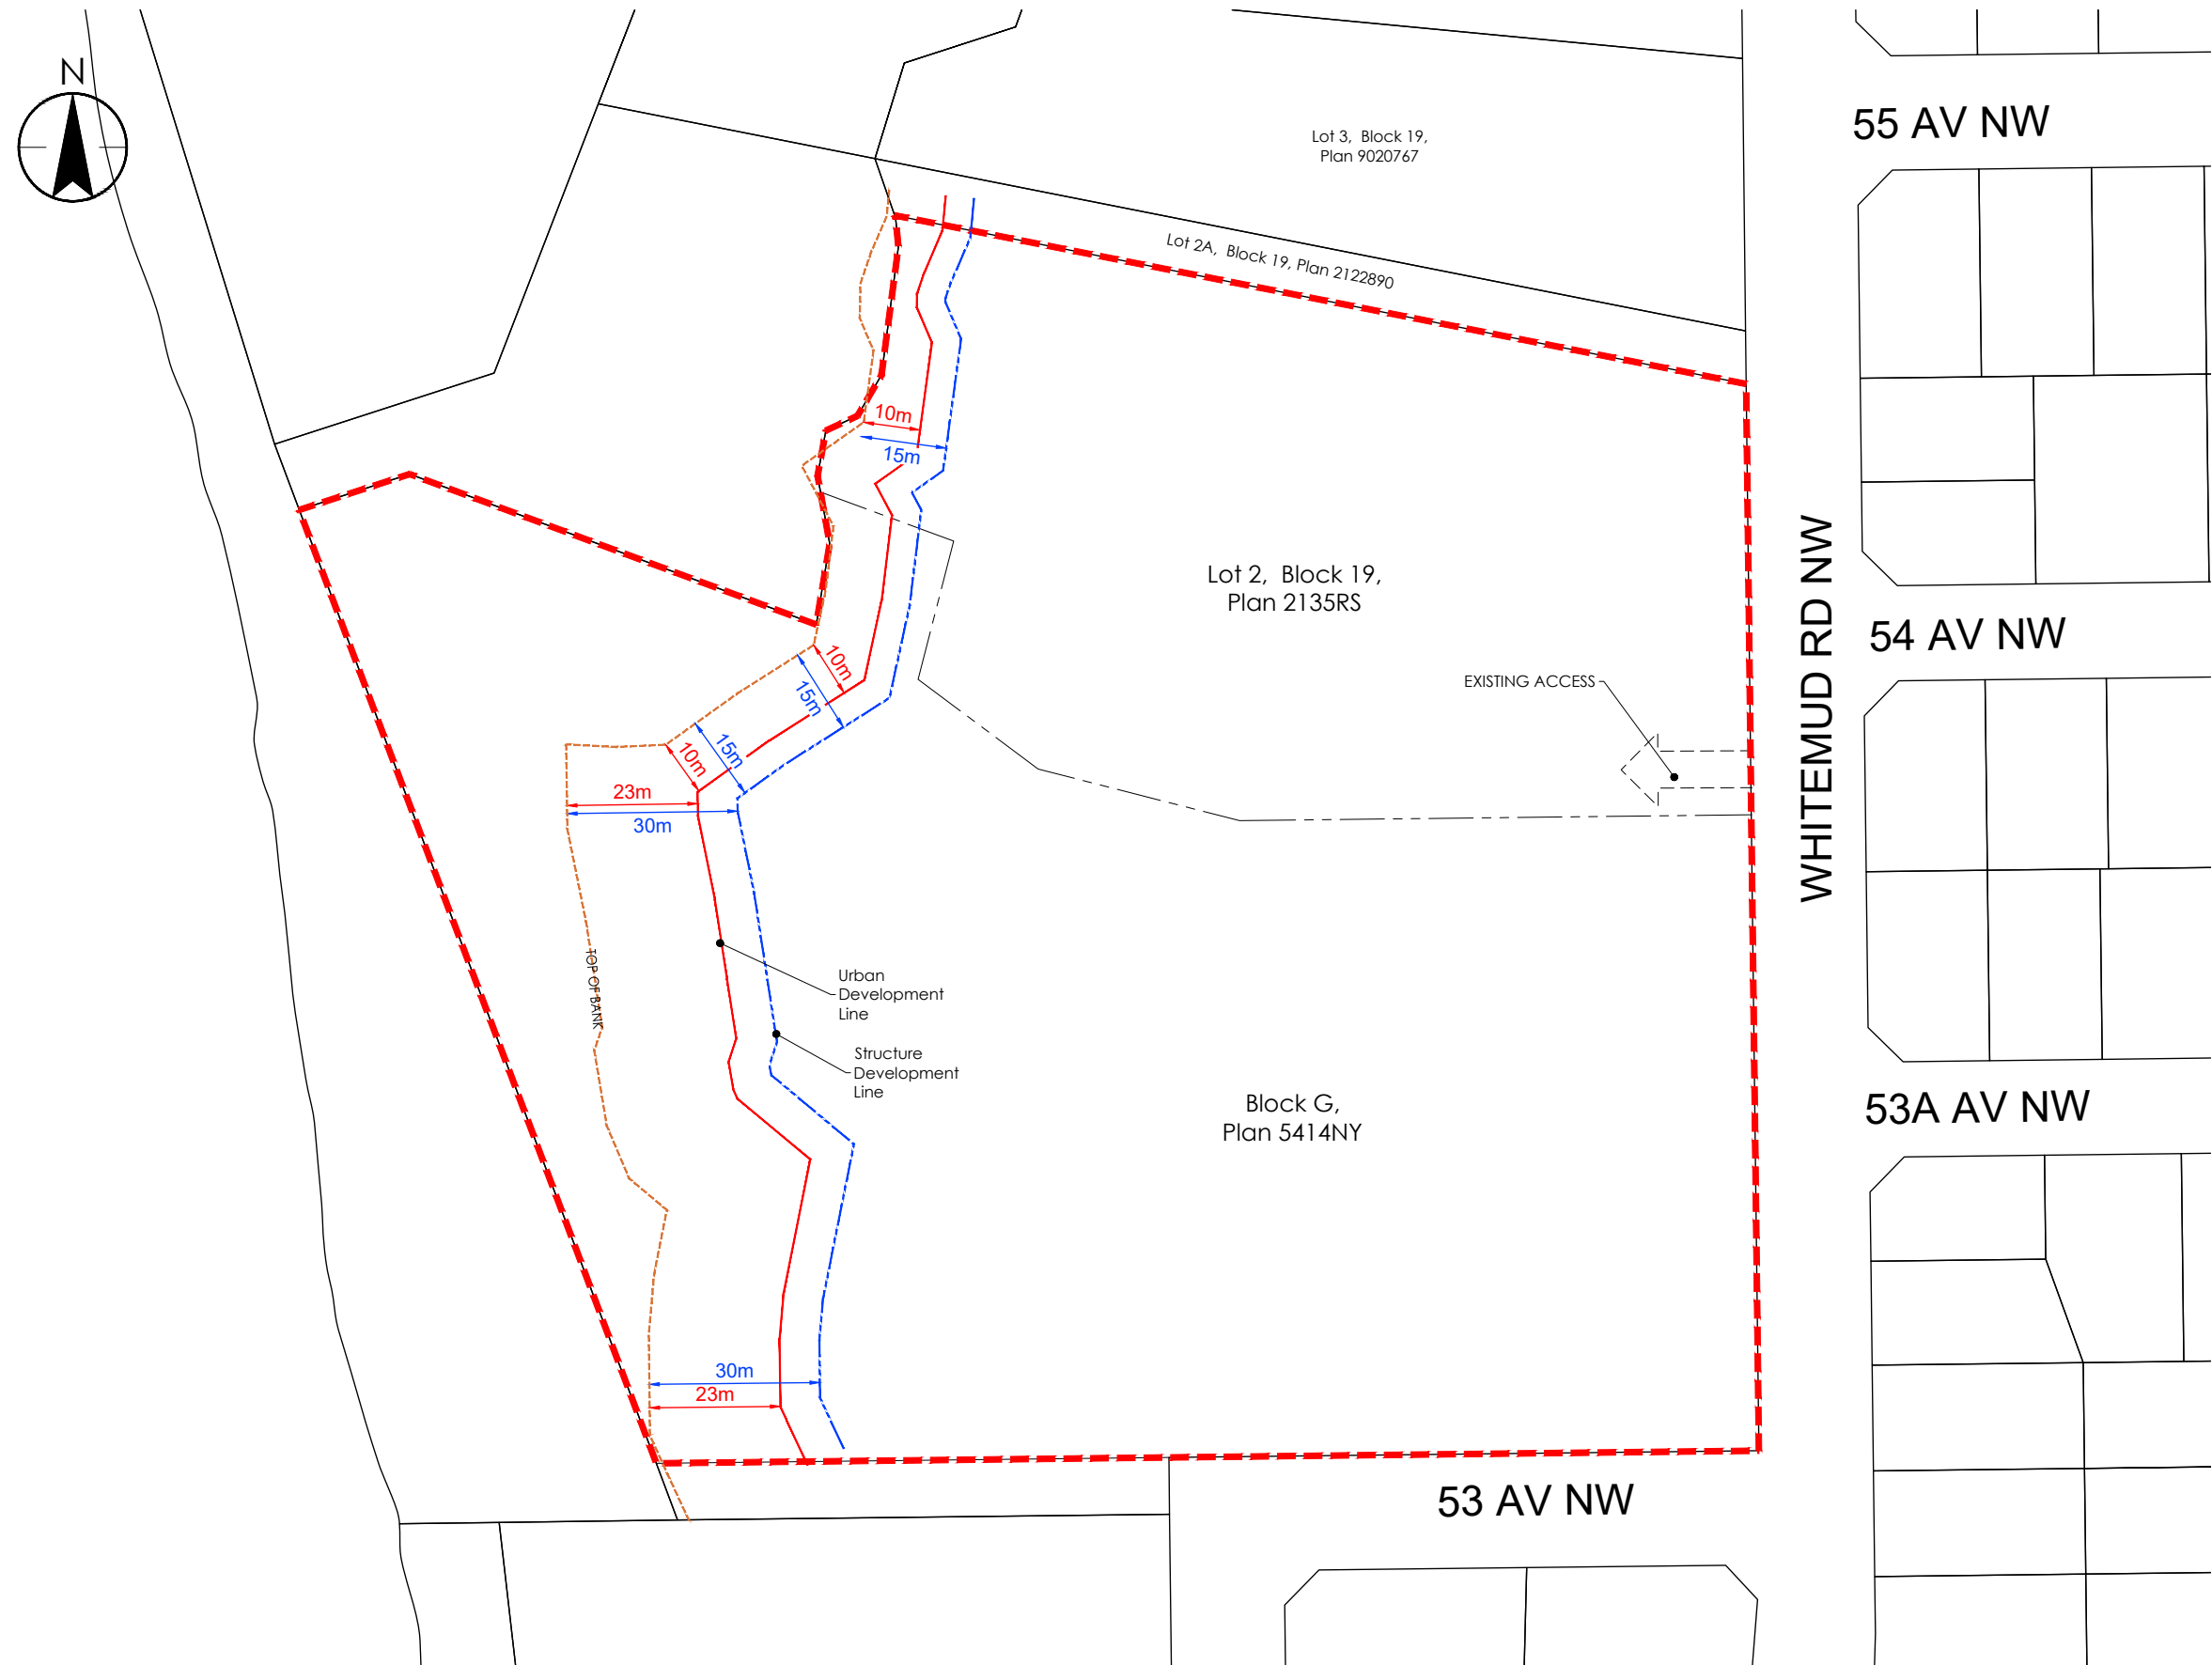 N
55 AV NW
Lot 3, Block 19,
Plan 9020767
Lot 2A, Block 19, Plan 2122890
10m
15m
Lot 2, Block 19,
Plan 2135RS
WHITEMUD RD NW
54 AV NW
10m
15m
EXISTING ACCESS
15m
10m
23m
30m
TOP OF BANK
Urban
Development
Line
Structure
Development
Line
Block G,
Plan 5414NY
53A AV NW
30m
23m
53 AV NW